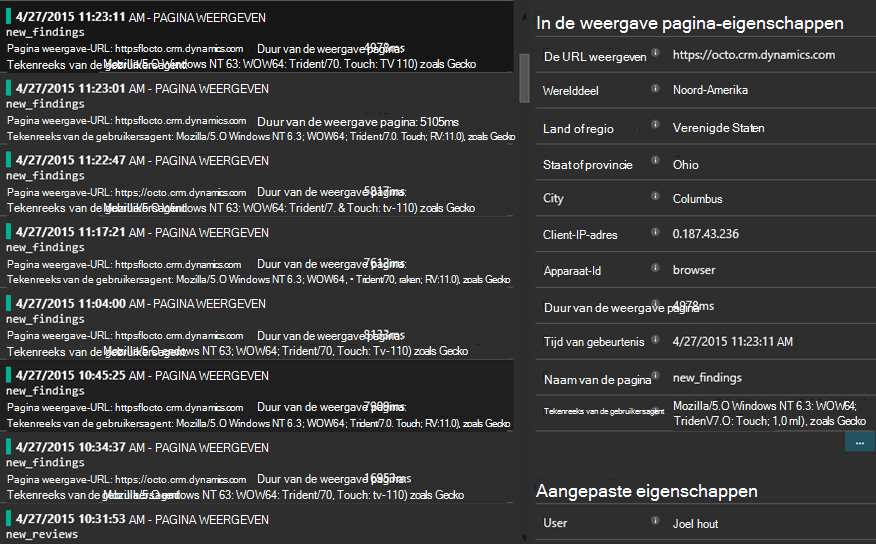 4/27/2015 11:23:11 AM - PAGINA WEERGEVEN
new_findings
Pagina weergave-URL: httpsflocto.crm.dynamics.com Duur van de weergave pagina: 4978ms
Tekenreeks van de gebruikersagent: Mozilla/5.O Windows NT 63: WOW64: Trident/70. Touch: TV 110) zoals Gecko
4/27/2015 11:23:01 AM - PAGINA WEERGEVEN
new_findings
Pagina weergave-URL: httpsflocto.crm.dynamics.com Duur van de weergave pagina: 5105ms
Tekenreeks van de gebruikersagent: Mozilla/5.O Windows NT 6.3; WOW64; Trident/7.0. Touch; RV:11.0), zoals Gecko
4/27/2015 11:22:47 AM - PAGINA WEERGEVEN
new_findings
Pagina weergave-URL: https://octo.crm.dynamics.com Duur van de weergave pagina: 5817ms
Tekenreeks van de gebruikersagent: Mozilla/5.O Windows NT 63: WOW64: Trident/7. & Touch: tv-110) zoals Gecko
4/27/2015 11:17:21 AM - PAGINA WEERGEVEN
new_findings
Pagina weergave-URL: httpsflocto.crm.dynamics.com Duur van de weergave pagina: 7612ms
Tekenreeks van de gebruikersagent: Mozilla/5.O Windows NT 6.3; WOW64, • Trident/70, raken; RV:11.0), zoals Gecko
4/27/2015 11:04:00 AM - PAGINA WEERGEVEN
new_findings
Pagina weergave-URL: httpsflocto.crm.dynamics.com Duur van de weergave pagina:
Tekenreeks van de gebruikersagent: Windows NT 63; WOW64; Trident/70, Touch: Tv-110) zoals Gecko
4/27/2015 10:45:25 AM - PAGINA WEERGEVEN
new_findings
Pagina weergave-URL: httpsflocto.crm.dynamics.com Duur van de weergave pagina:
Tekenreeks van de gebruikersagent: Mozilla/5.O Windows NT 6.3; WOW64; Trident/7.0. Touch; RV:11.0), zoals Gecko
4/27/2015 10:34:37 AM - PAGINA WEERGEVEN
new_findings
Pagina weergave-URL: https://octo.crm.dynamics.com Duur van de weergave pagina: 16953ms
Tekenreeks van de gebruikersagent: Windows NT 63: WOW64: Trident/70, Touch: tv-110) zoals Gecko
4/27/2015 10:31:53 AM - PAGINA WEERGEVEN
new_reviews
In de weergave pagina-eigenschappen
De URL weergeven https://octo.crm.dynamics.com
Werelddeel Noord-Amerika
Land of regio Verenigde Staten
Staat of provincie Ohio
City Columbus
Client-IP-adres 0.187.43.236
Apparaat-Id browser
Duur van de weergave pagina 4978ms
Tijd van gebeurtenis 4/27/2015 11:23:11 AM
Naam van de pagina new_findings
Tekenreeks van de gebruikersagent Mozilla/5.O Windows NT 6.3: WOW64;
TridenV7.O: Touch; 1,0 ml), zoals Gecko
...
Aangepaste eigenschappen
User Joel hout